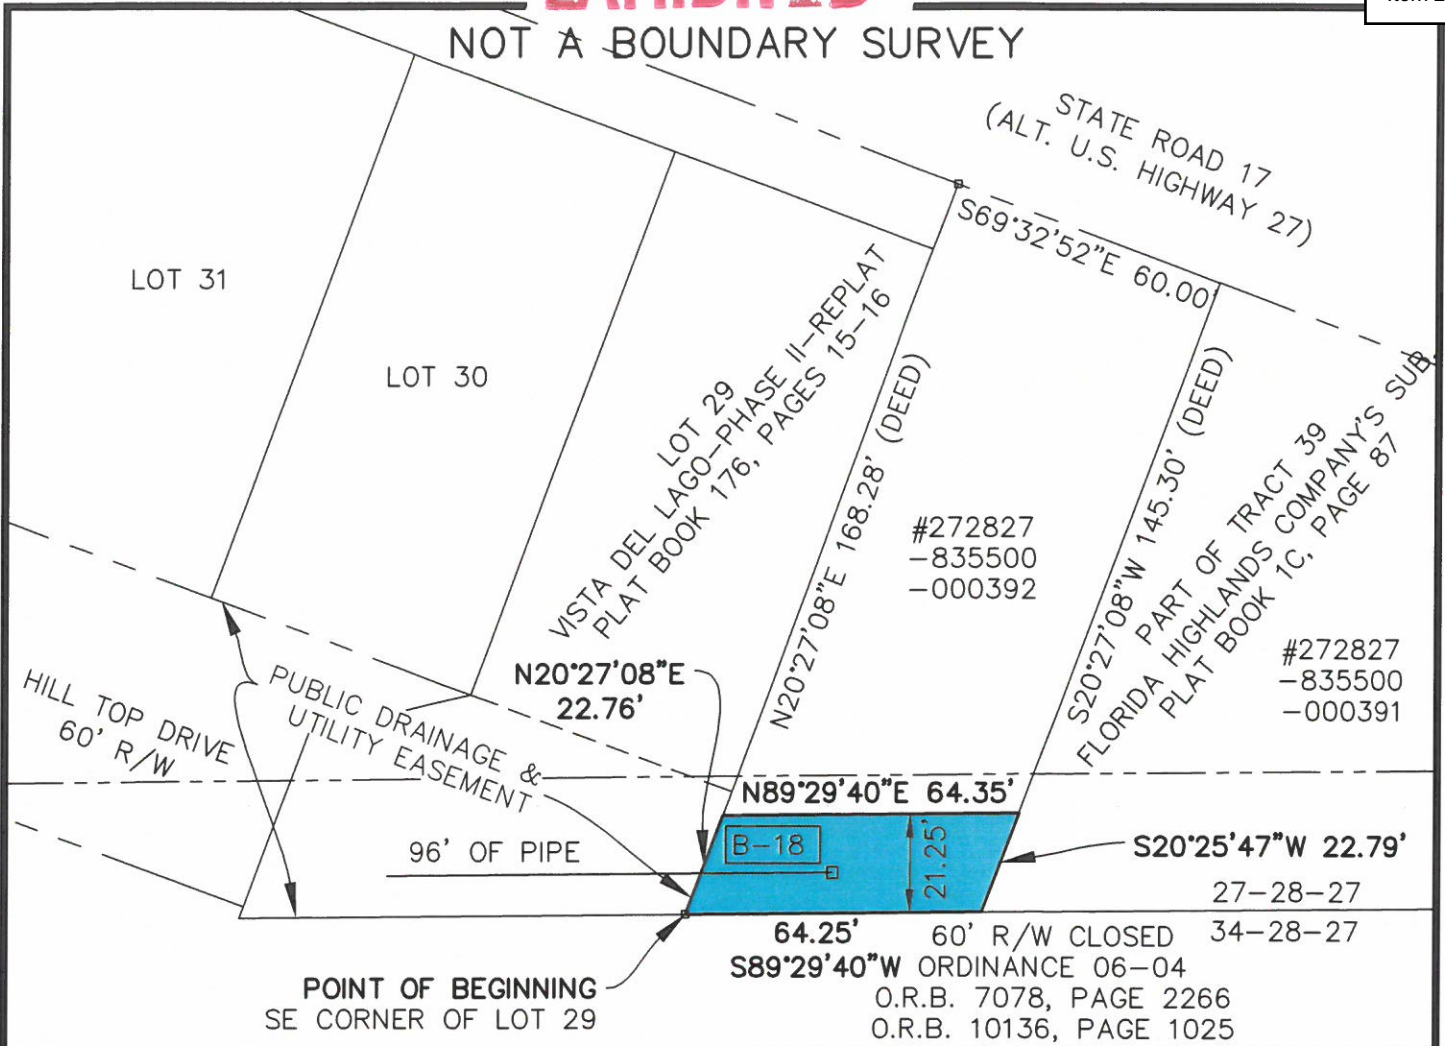 NOT A BOUNDARY SURVEY
STATE ROAD 17
(ALT. U.S. HIGHWAY 27)
S69°32'52"E 60.00'
LOT 31
LOT 30
LOT 29
VISTA DEL LAGO-PHASE II-REPLAT
PLAT BOOK 176, PAGES 15-16
N20°27'08"E 168.28' (DEED)
#272827
-835500
-000392
S20°27'08"W 145.30' (DEED)
PART OF TRACT 39
FLORIDA HIGHLANDS COMPANY'S SUB.
PLAT BOOK 1C, PAGE 87
#272827
-835500
-000391
N20°27'08"E
22.76'
HILL TOP DRIVE
60' R/W
PUBLIC DRAINAGE &
UTILITY EASEMENT
N89°29'40"E 64.35'
B-18
21.25'
96' OF PIPE
S20°25'47"W 22.79'
27-28-27
34-28-27
64.25'
S89°29'40"W
60' R/W CLOSED
ORDINANCE 06-04
O.R.B. 7078, PAGE 2266
O.R.B. 10136, PAGE 1025
POINT OF BEGINNING
SE CORNER OF LOT 29